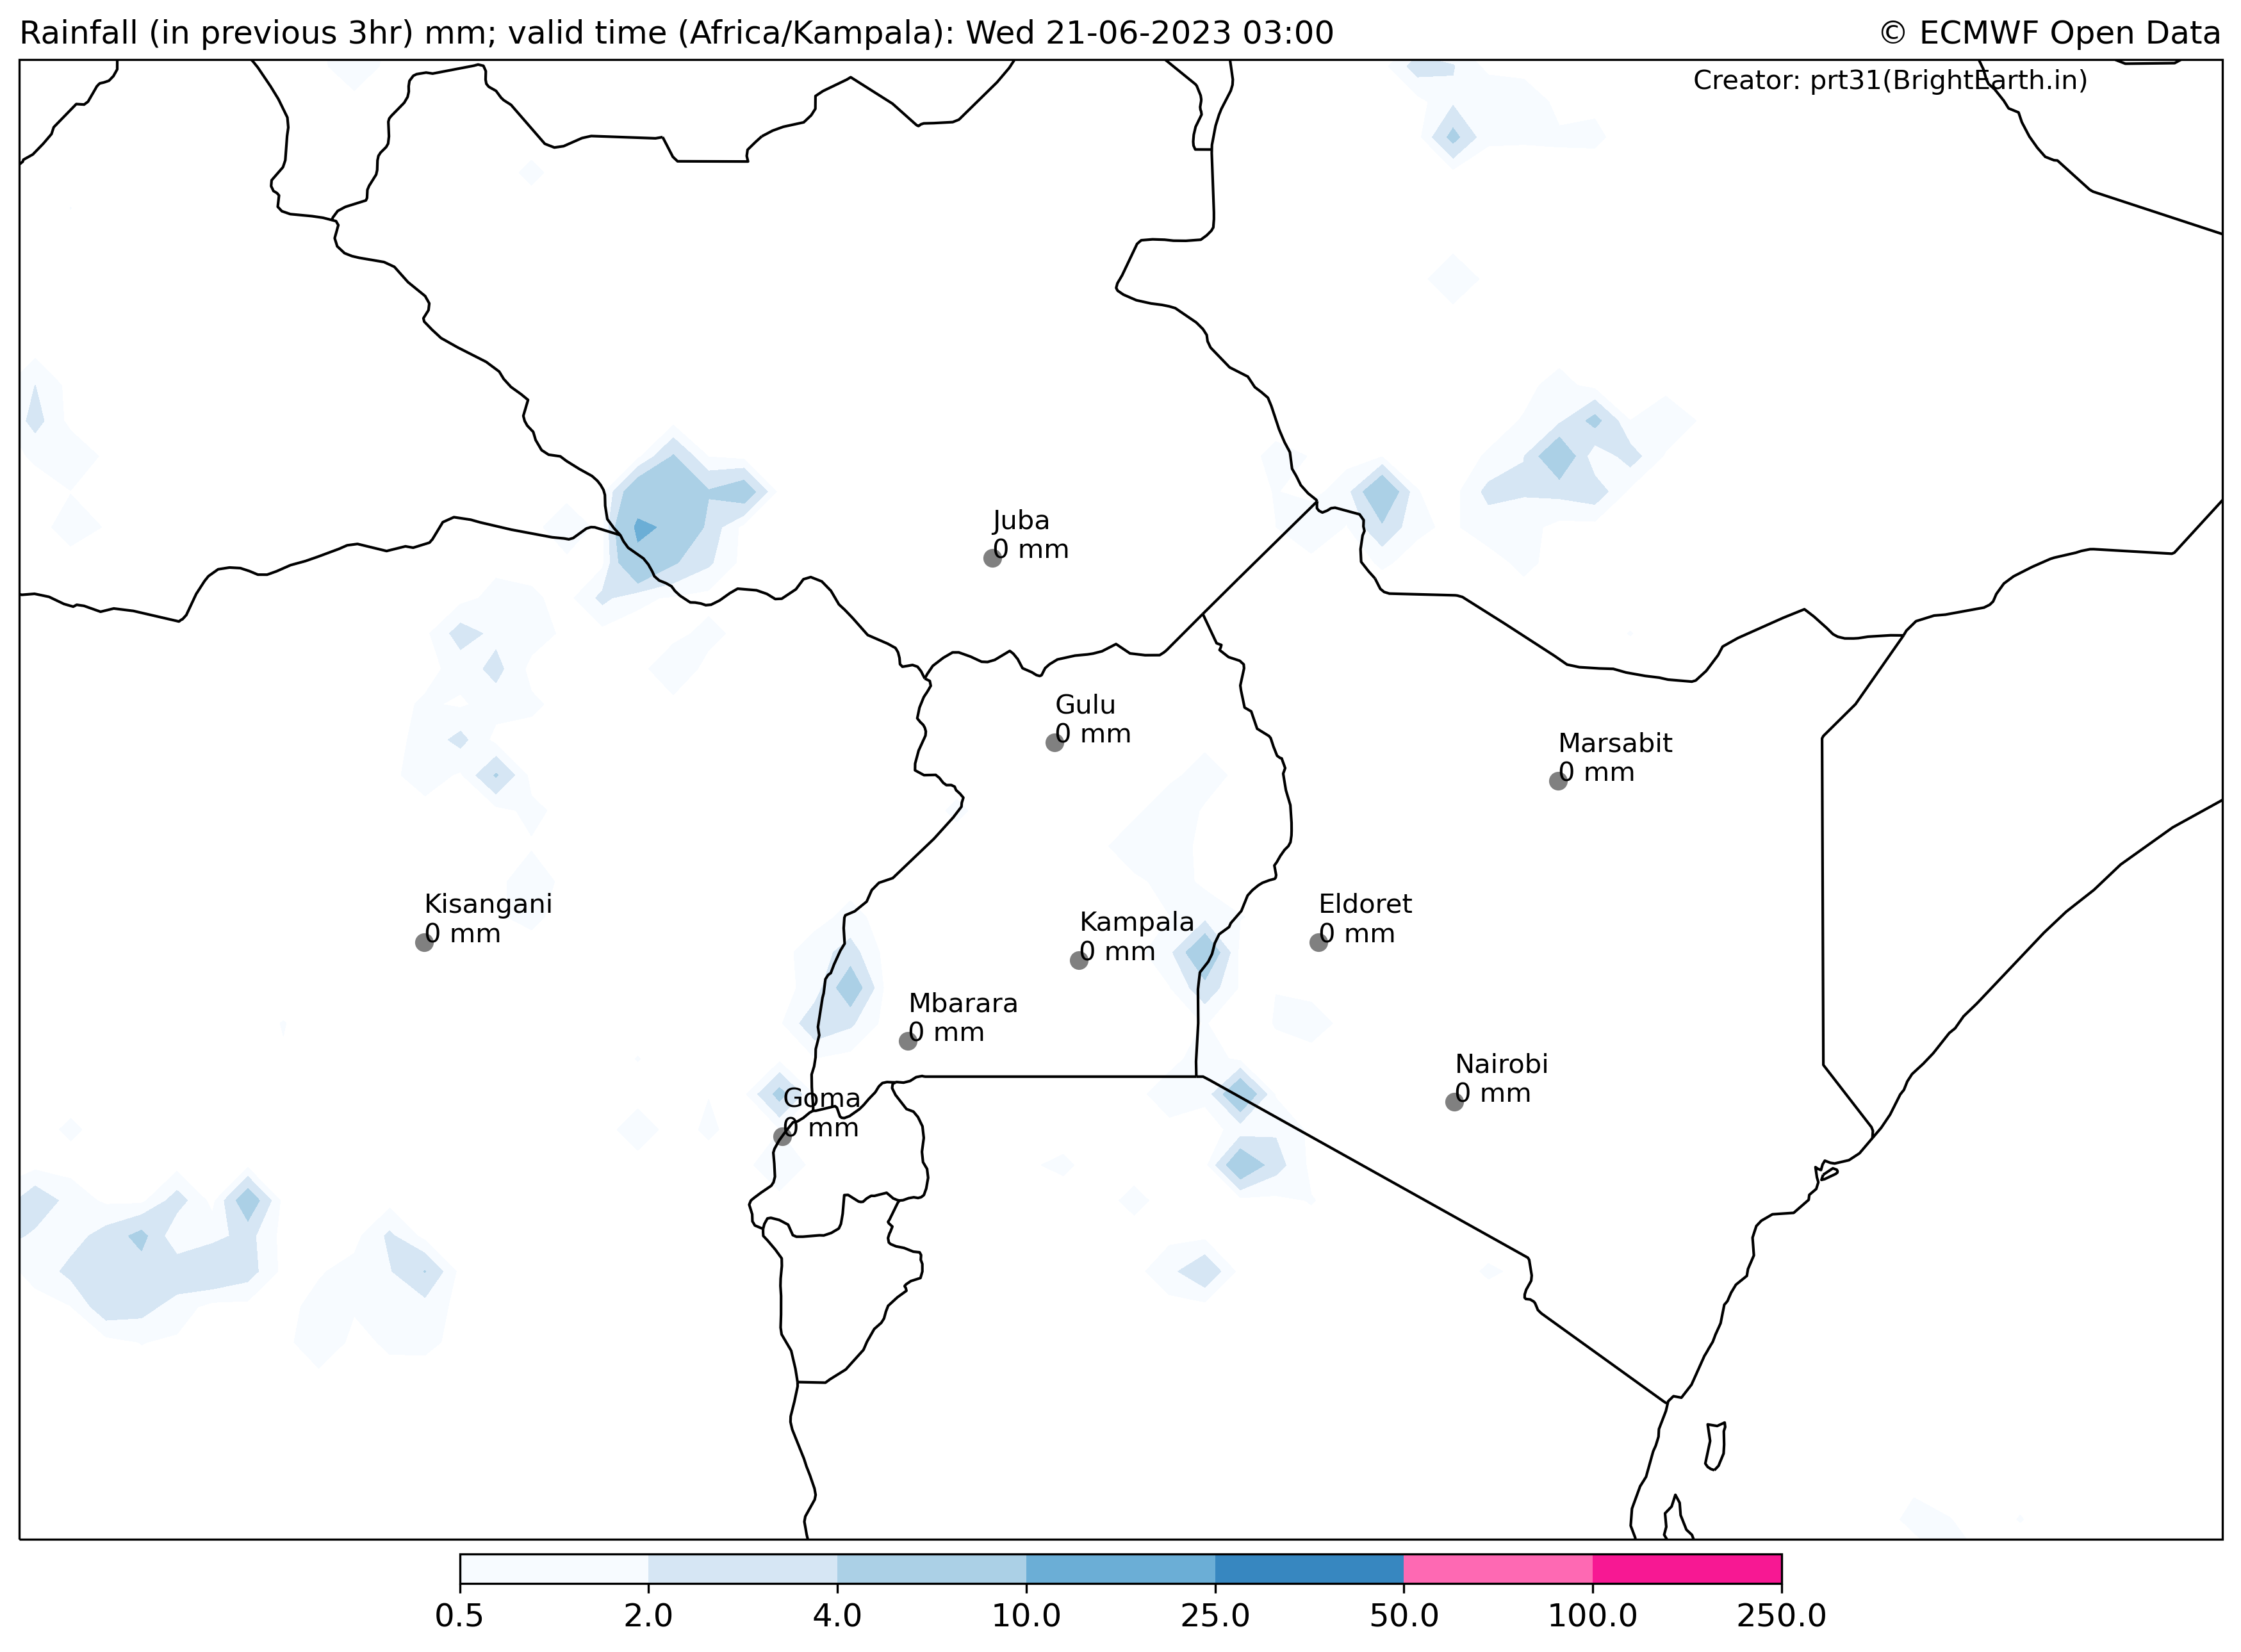 Rainfall (in previous 3hr) mm; valid time (Africa/Kampala): Wed 21-06-2023 03:00
© ECMWF Open Data
Creator: prt31(BrightEarth.in)
Juba
0 mm
Gulu
0 mm
Marsabit
0 mm
Kisangani
0 mm
Kampala
0 mm
Eldoret
0 mm
Mbarara
0 mm
Nairobi
0 mm
Goma
0 mm
0.5 2.0 4.0 10.0 25.0 50.0 100.0 250.0